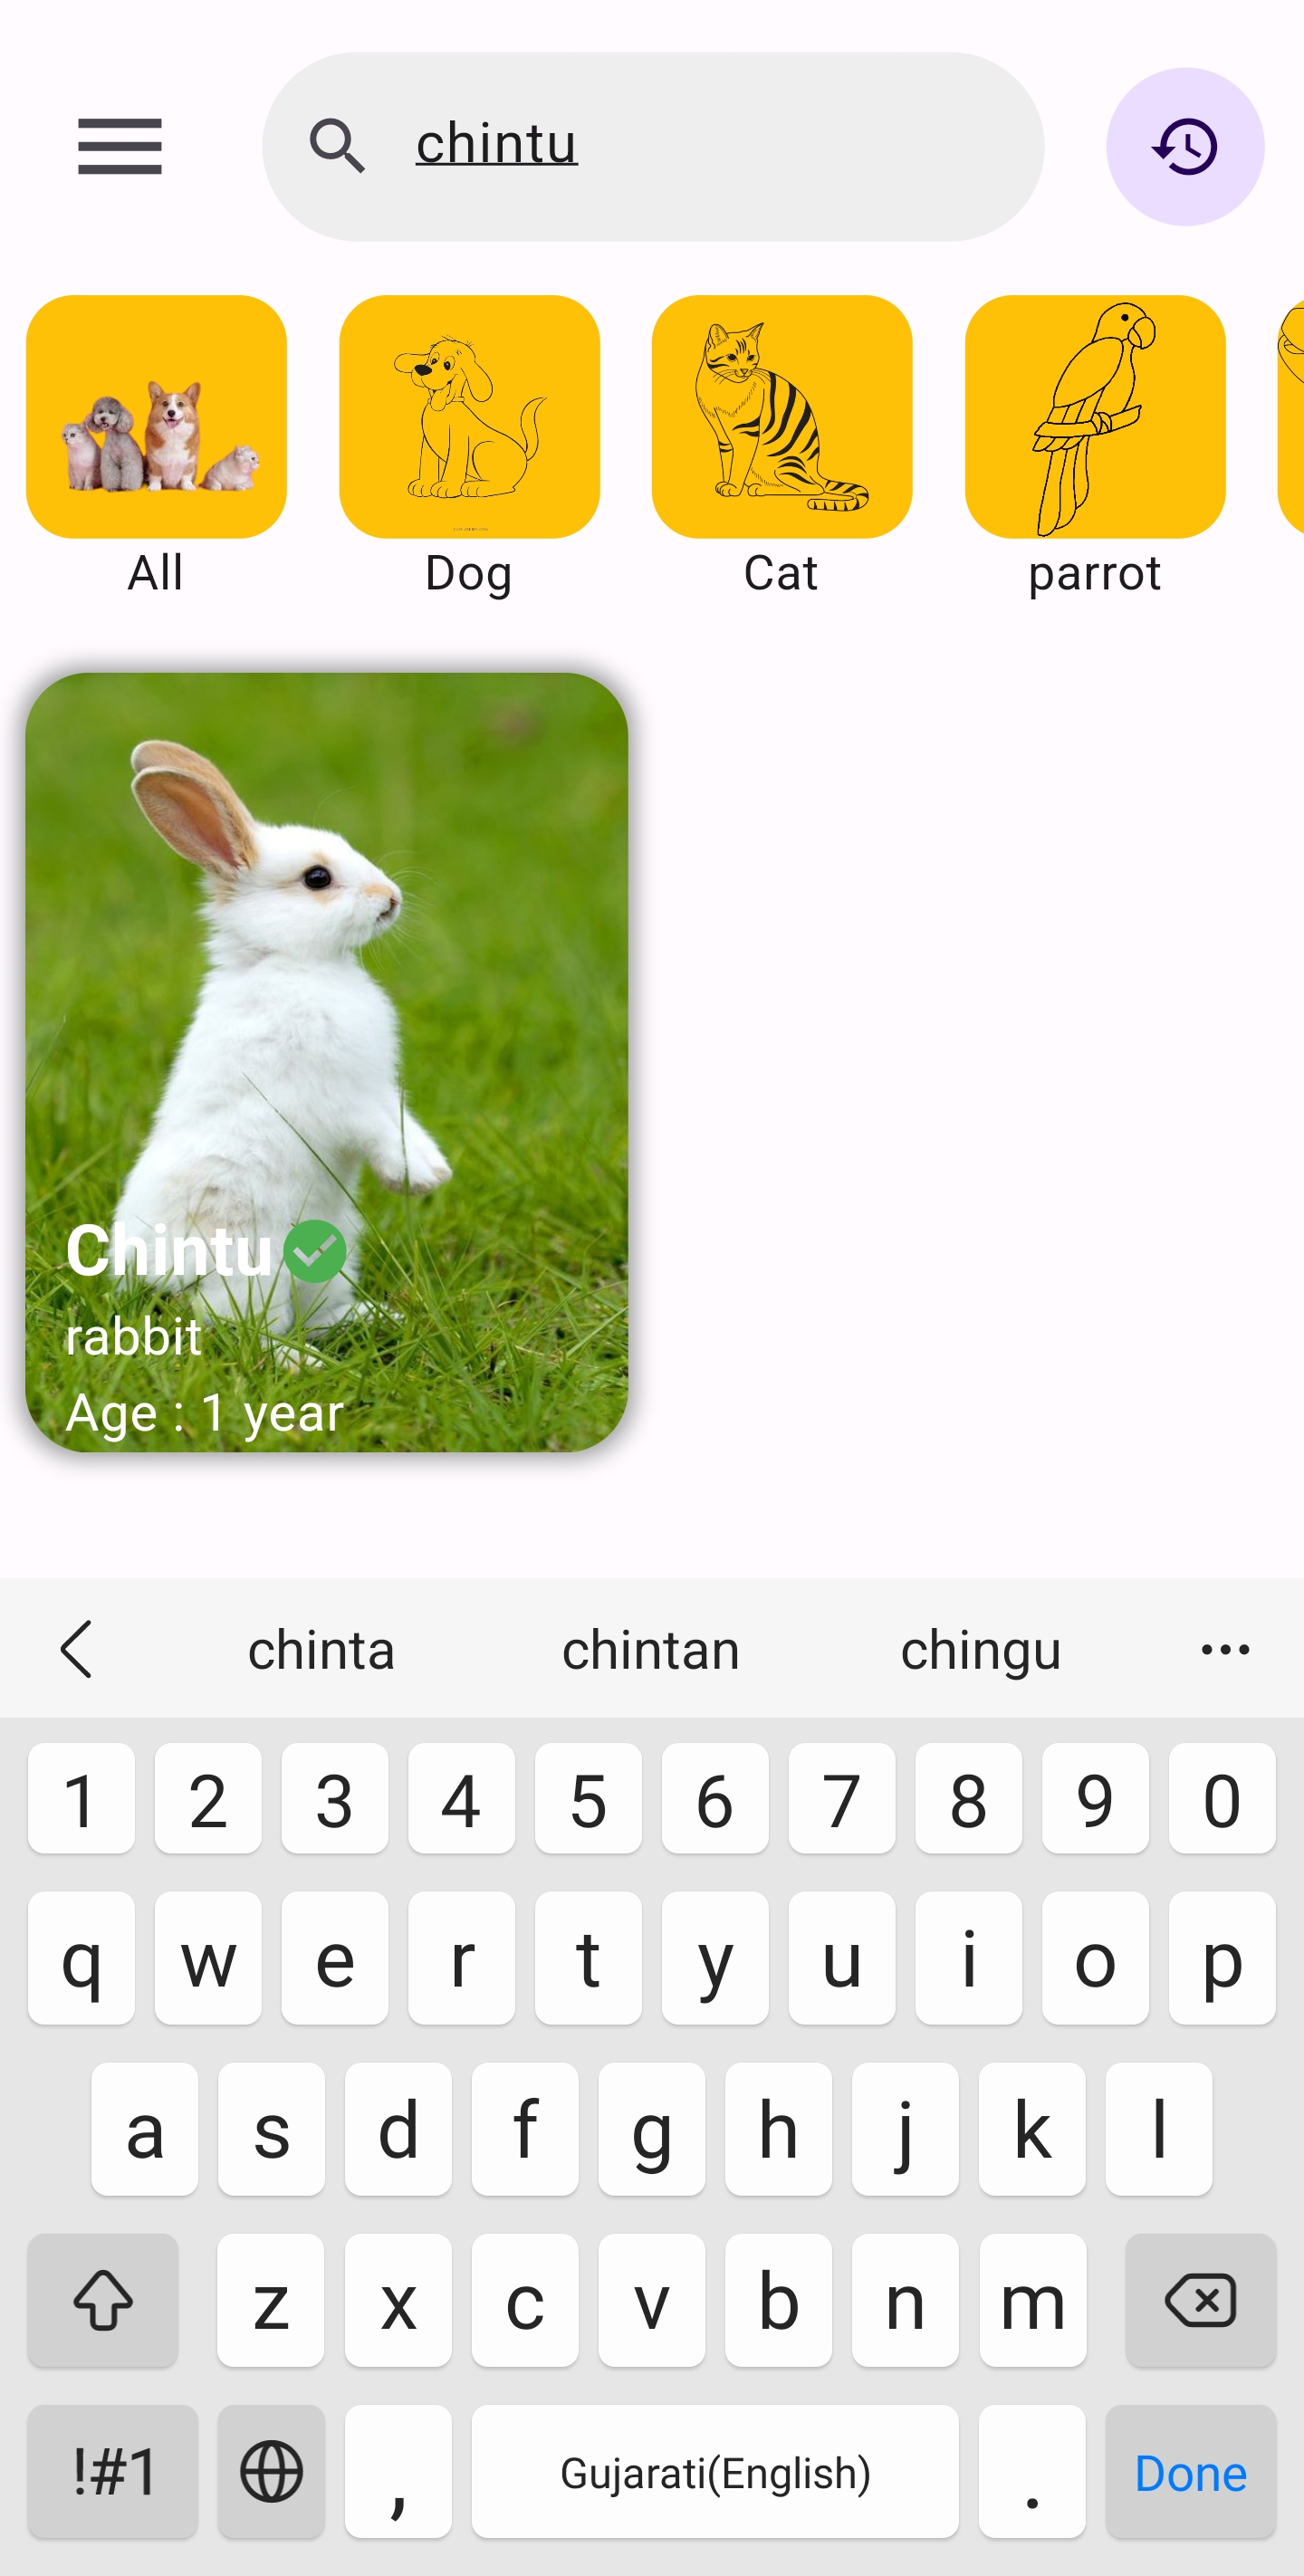 chintu
All Dog Cat parrot
Chintu
rabbit
Age : 1 year
chinta chintan chingu ...
1 2 3 4 5 6 7 8 9 0
q w e r t y u i o p
a s d f g h j k l
z x c v b n m
!#1 , Gujarati(English) . Done